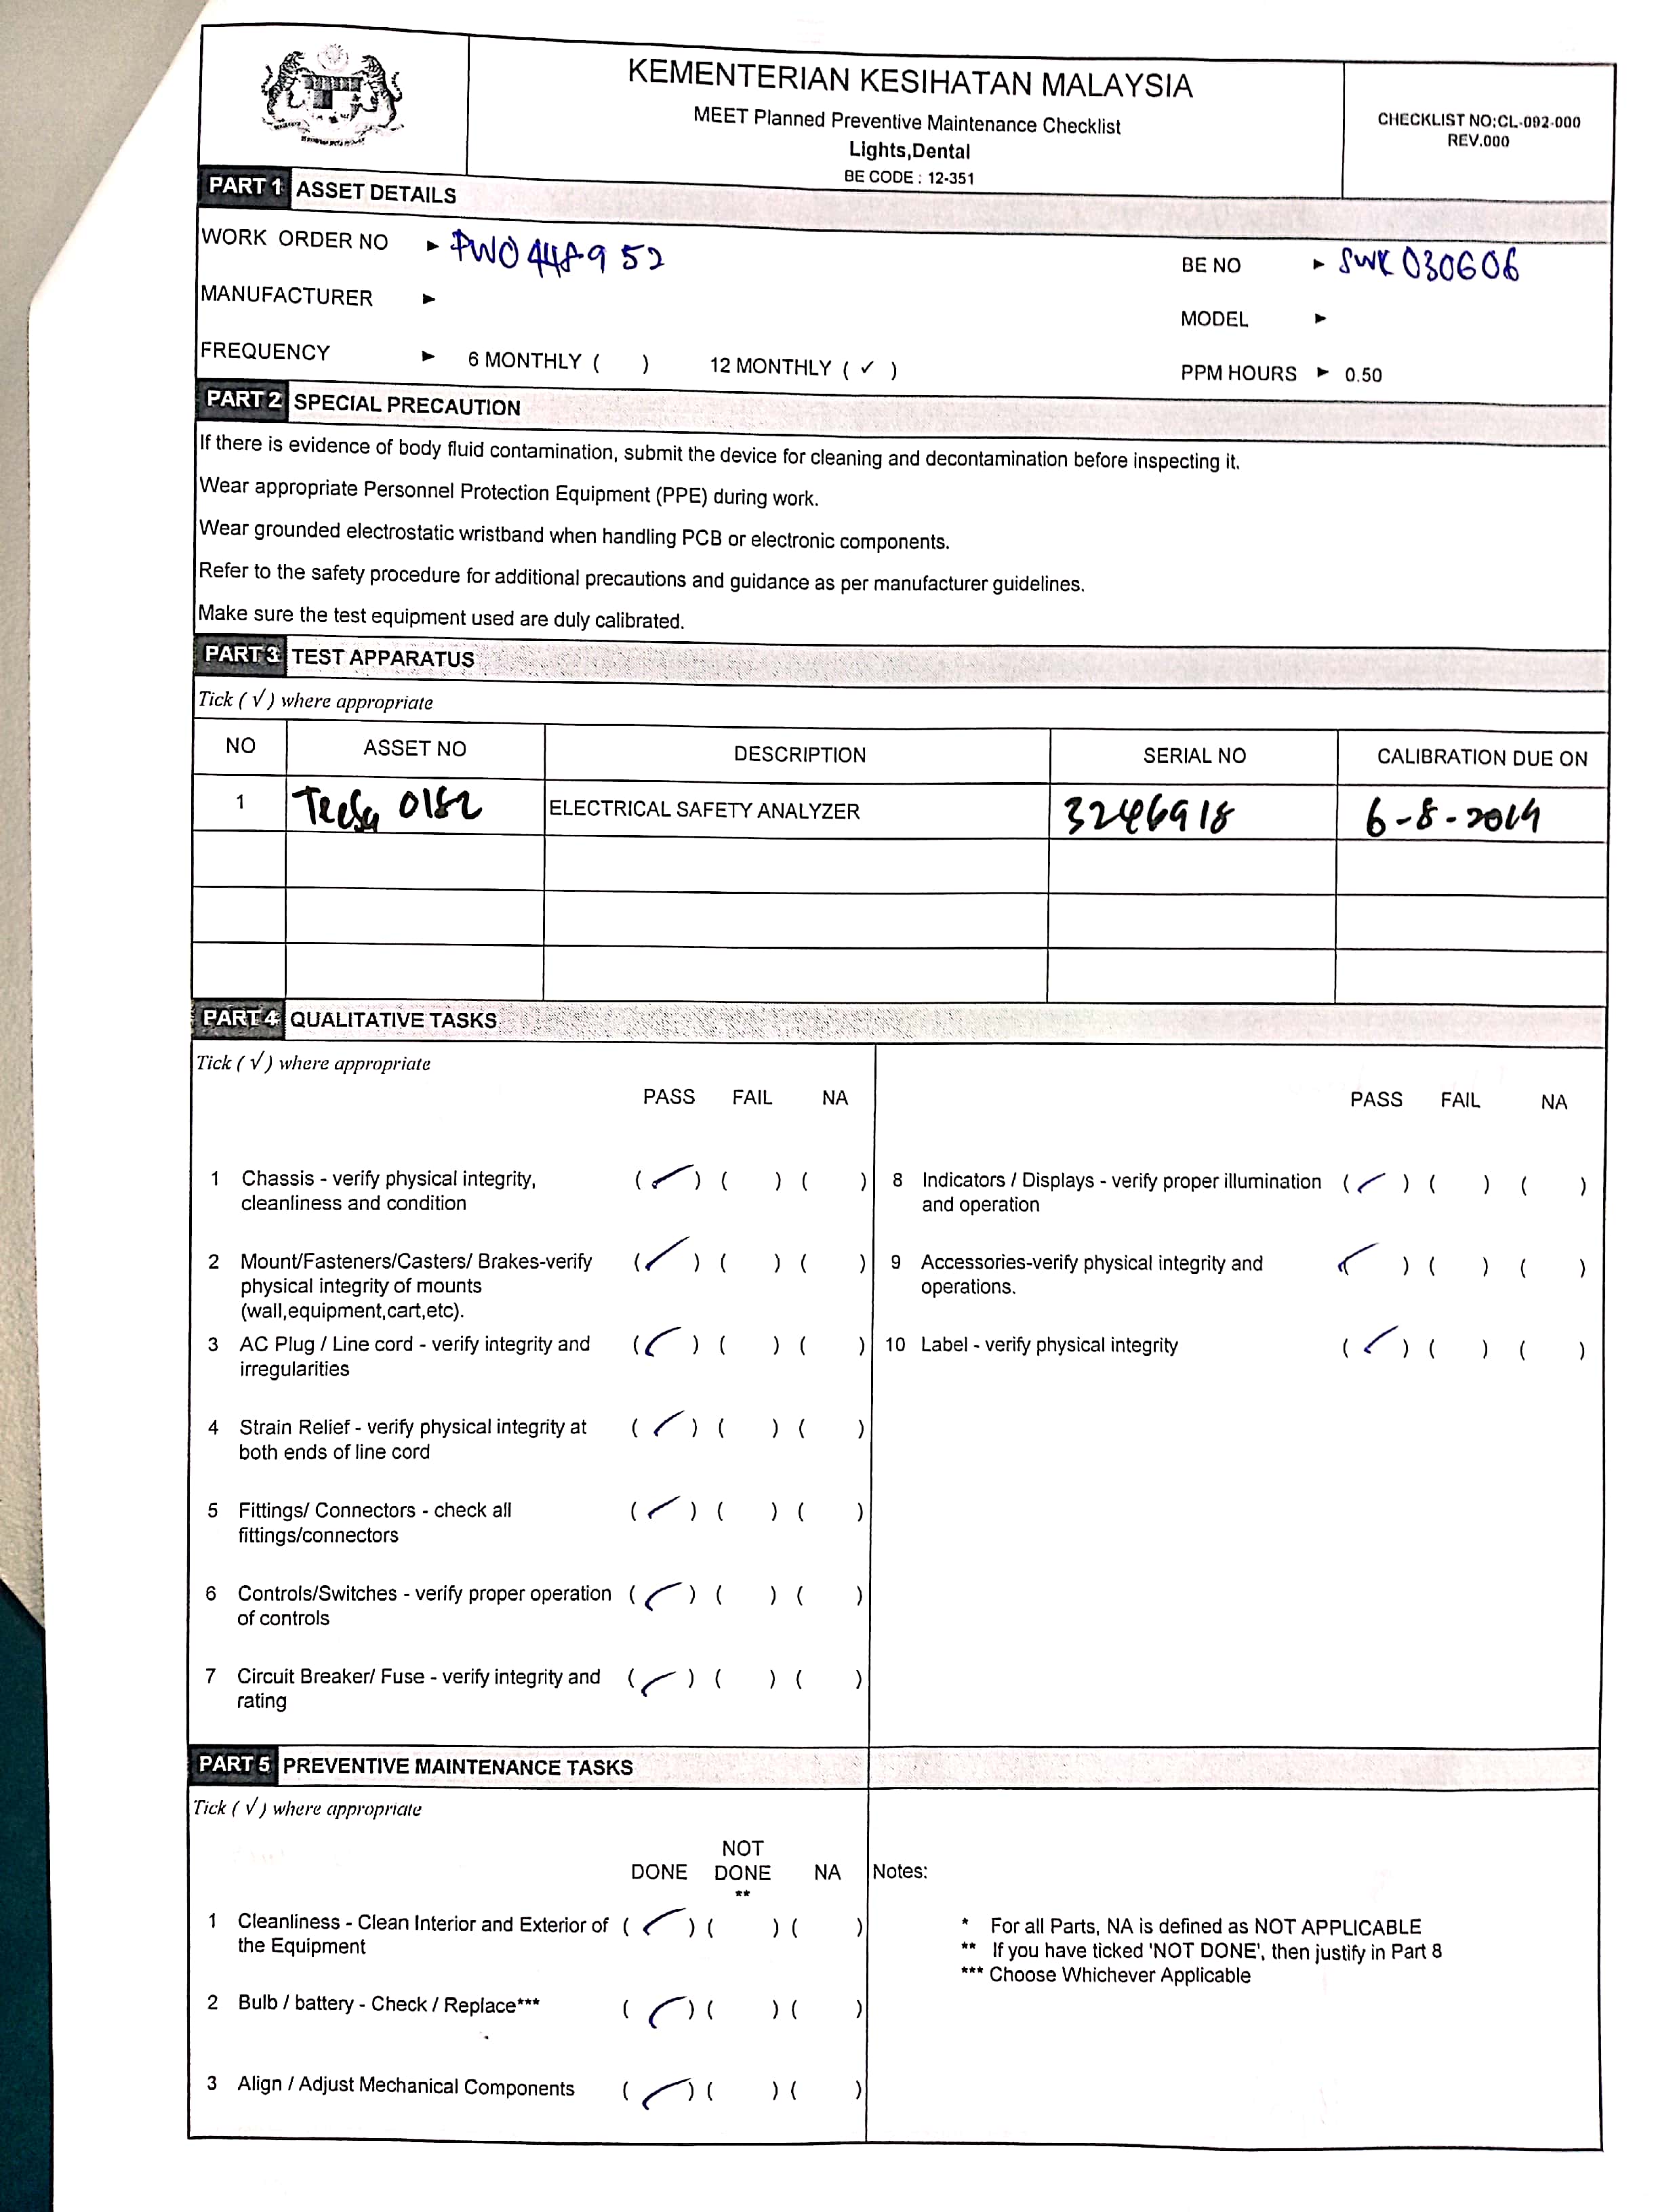 KEMENTERIAN KESIHATAN MALAYSIA
MEET Planned Preventive Maintenance Checklist
Lights,Dental
BE CODE : 12-351
CHECKLIST NO:CL-092-000
REV.000
PART 1 ASSET DETAILS
WORK ORDER NO ► PWO448952 BE NO ► SWK030606
MANUFACTURER ► MODEL ►
FREQUENCY ► 6 MONTHLY ( ) 12 MONTHLY ( ✓ ) PPM HOURS ► 0.50
PART 2 SPECIAL PRECAUTION
If there is evidence of body fluid contamination, submit the device for cleaning and decontamination before inspecting it.
Wear appropriate Personnel Protection Equipment (PPE) during work.
Wear grounded electrostatic wristband when handling PCB or electronic components.
Refer to the safety procedure for additional precautions and guidance as per manufacturer guidelines.
Make sure the test equipment used are duly calibrated.
PART 3 TEST APPARATUS
Tick ( √ ) where appropriate
NO ASSET NO DESCRIPTION SERIAL NO CALIBRATION DUE ON
1 0182 ELECTRICAL SAFETY ANALYZER 3246918 6-8-2019
PART 4 QUALITATIVE TASKS
Tick ( √ ) where appropriate
PASS FAIL NA
1 Chassis - verify physical integrity, (✓) ( ) ( )
cleanliness and condition
2 Mount/Fasteners/Casters/ Brakes-verify (✓) ( ) ( )
physical integrity of mounts
(wall,equipment,cart,etc).
3 AC Plug / Line cord - verify integrity and (✓) ( ) ( )
irregularities
4 Strain Relief - verify physical integrity at (✓) ( ) ( )
both ends of line cord
5 Fittings/ Connectors - check all (✓) ( ) ( )
fittings/connectors
6 Controls/Switches - verify proper operation (✓) ( ) ( )
of controls
7 Circuit Breaker/ Fuse - verify integrity and (✓) ( ) ( )
rating
PASS FAIL NA
8 Indicators / Displays - verify proper illumination (✓) ( ) ( )
and operation
9 Accessories-verify physical integrity and (✓) ( ) ( )
operations.
10 Label - verify physical integrity (✓) ( ) ( )
PART 5 PREVENTIVE MAINTENANCE TASKS
Tick ( √ ) where appropriate
NOT
DONE DONE NA
**
1 Cleanliness - Clean Interior and Exterior of (✓) ( ) ( )
the Equipment
2 Bulb / battery - Check / Replace*** (✓) ( ) ( )
3 Align / Adjust Mechanical Components (✓) ( ) ( )
Notes:
* For all Parts, NA is defined as NOT APPLICABLE
** If you have ticked 'NOT DONE', then justify in Part 8
*** Choose Whichever Applicable